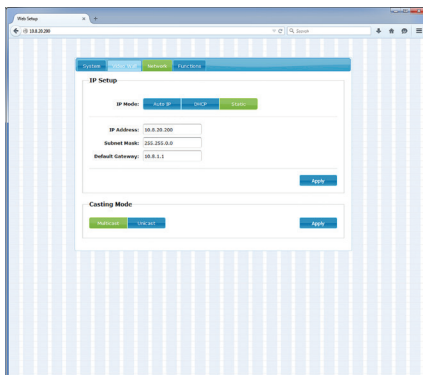 Web Setup
10.0.20.200
Search
System Video Wall Network Functions
IP Setup
IP Mode: Auto IP DHCP Static
IP Address: 10.0.20.200
Subnet Mask: 255.255.0.0
Default Gateway: 10.0.1.1
Apply
Casting Mode
Multicast Unicast Apply